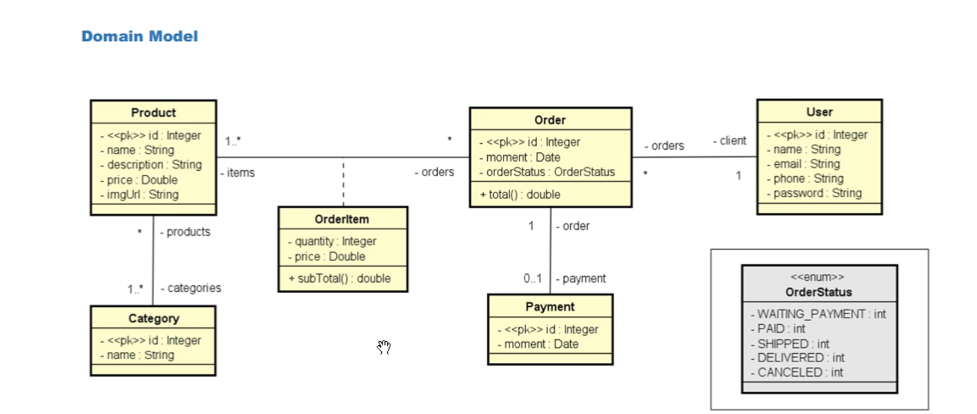 Domain Model
Product
- <<pk>> id : Integer
- name : String
- description : String
- price : Double
- imgUrl : String
1..*
- items
*
- orders
OrderItem
- quantity : Integer
- price : Double
+ subTotal() : double
Order
- <<pk>> id : Integer
- moment : Date
- orderStatus : OrderStatus
+ total() : double
- orders
*
- client
1
User
- <<pk>> id : Integer
- name : String
- email : String
- phone : String
- password : String
* - products
1..* - categories
Category
- <<pk>> id : Integer
- name : String
1 - order
0..1 - payment
Payment
- <<pk>> id : Integer
- moment : Date
<<enum>>
OrderStatus
- WAITING_PAYMENT : int
- PAID : int
- SHIPPED : int
- DELIVERED : int
- CANCELED : int